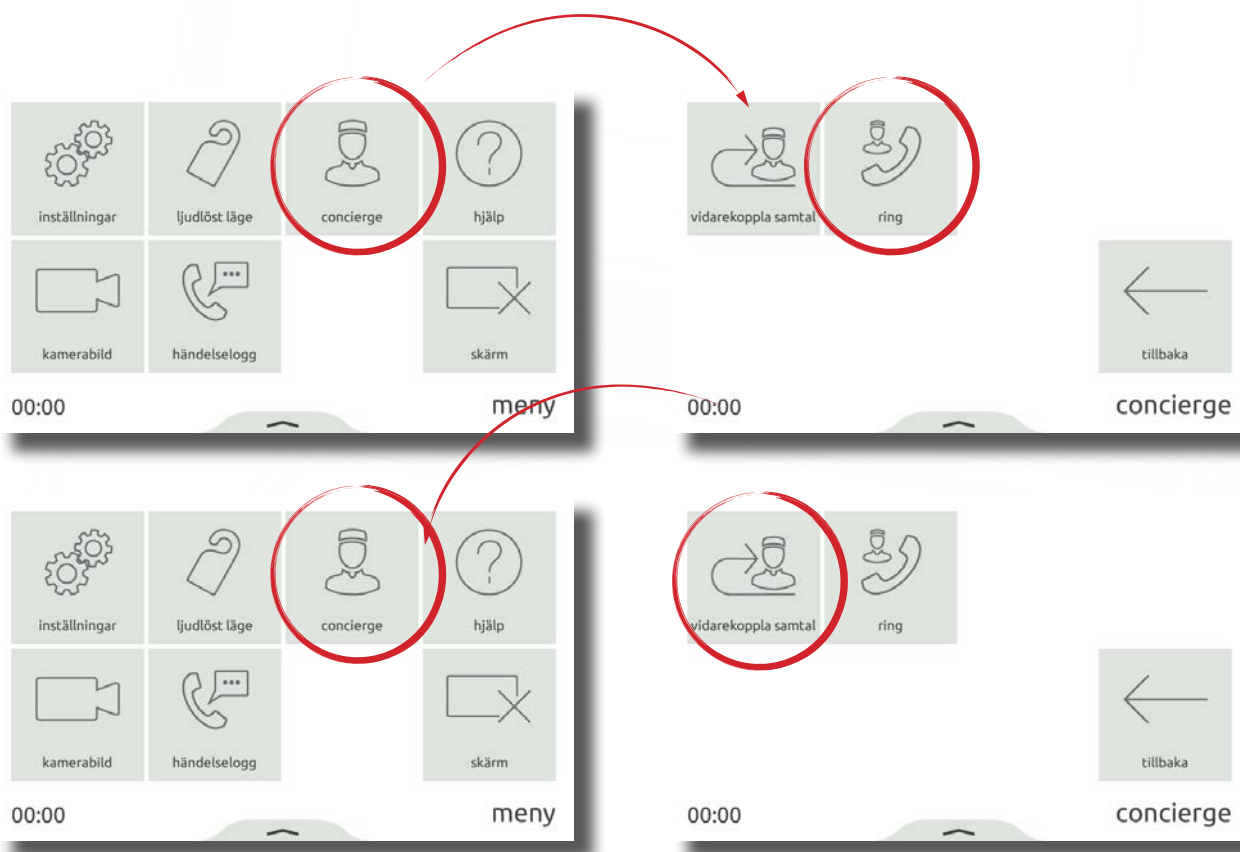 inställningar
ljudlöst läge
concierge
hjälp
kamerabild
händelselogg
skärm
00:00
meny
vidarekoppla samtal
ring
tillbaka
00:00
concierge
inställningar
ljudlöst läge
concierge
hjälp
kamerabild
händelselogg
skärm
00:00
meny
vidarekoppla samtal
ring
tillbaka
00:00
concierge